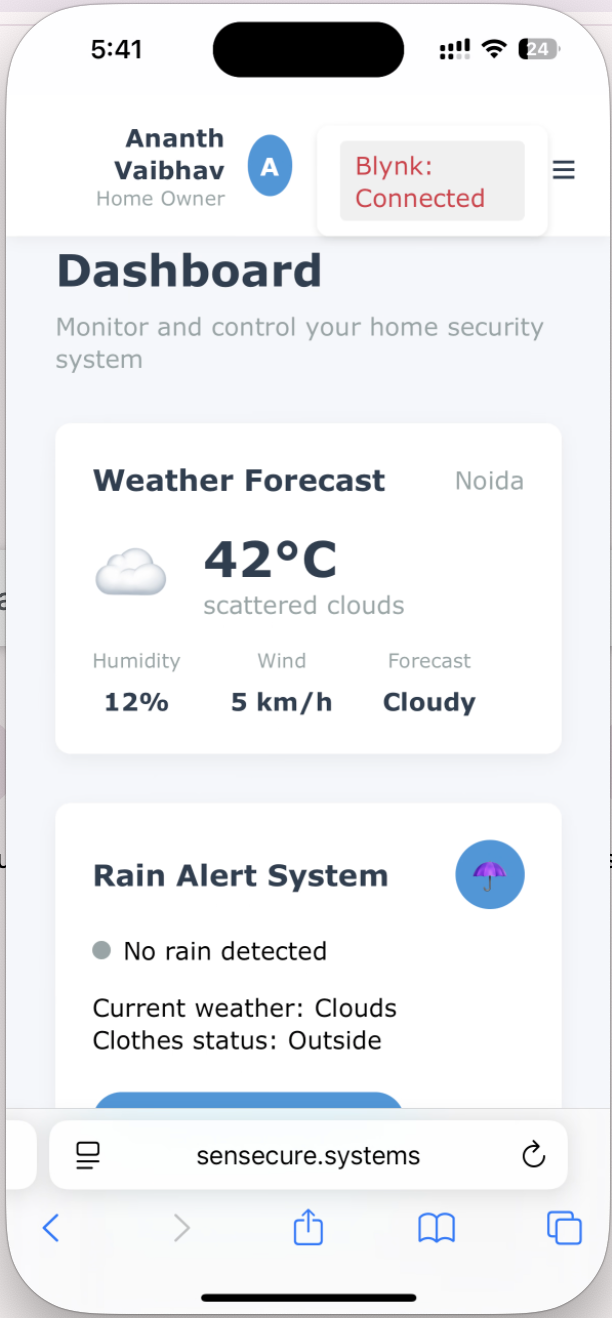 5:41
24
Ananth
Vaibhav
Home Owner
A
Blynk:
Connected
Dashboard
Monitor and control your home security
system
Weather Forecast
Noida
42°C
scattered clouds
Humidity
Wind
Forecast
12%
5 km/h
Cloudy
Rain Alert System
No rain detected
Current weather: Clouds
Clothes status: Outside
sensecure.systems